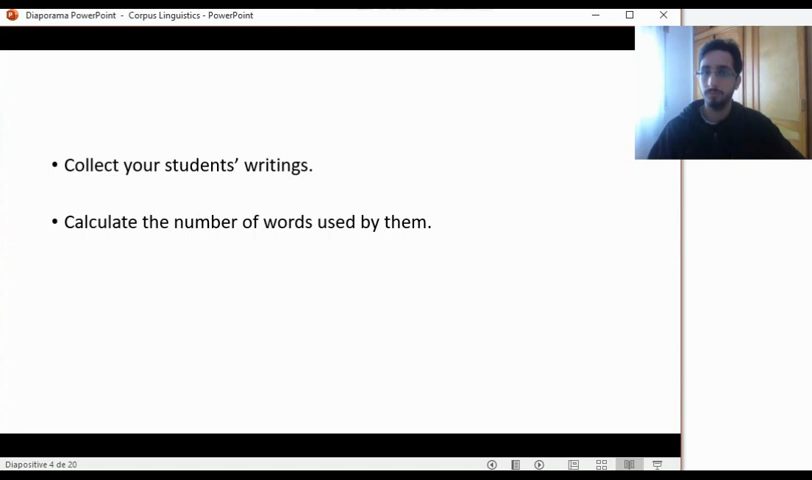 Diaporama PowerPoint - Corpus Linguistics - PowerPoint
• Collect your students’ writings.
• Calculate the number of words used by them.
Diapositive 4 de 20